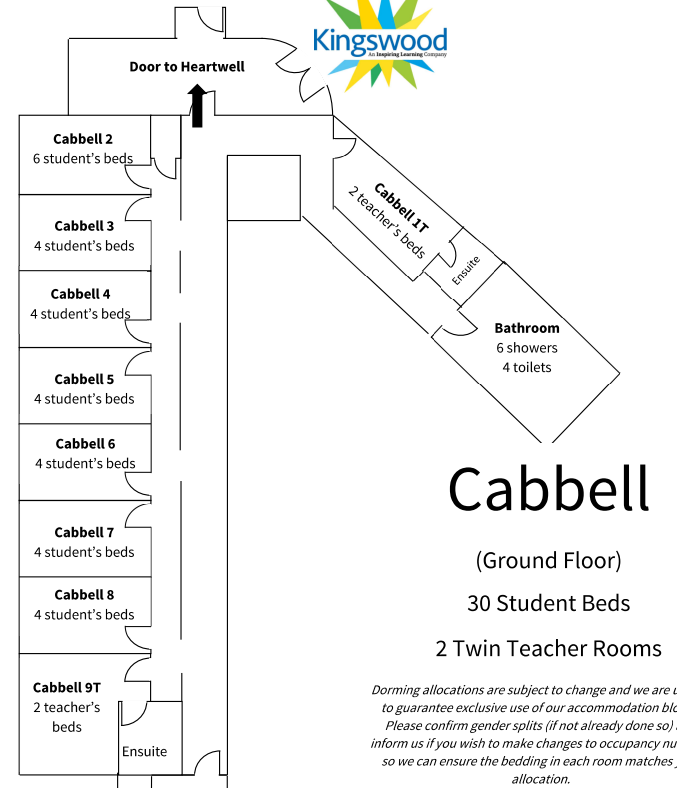 Kingswood
An Inspiring Learning Company
Door to Heartwell
Cabbell 2
6 student's beds
Cabbell 3
4 student's beds
Cabbell 4
4 student's beds
Cabbell 5
4 student's beds
Cabbell 6
4 student's beds
Cabbell 7
4 student's beds
Cabbell 8
4 student's beds
Cabbell 9T
2 teacher's
beds
Ensuite
Cabbell 1T
2 teacher's beds
Ensuite
Bathroom
6 showers
4 toilets
Cabbell
(Ground Floor)
30 Student Beds
2 Twin Teacher Rooms
Dorming allocations are subject to change and we are
to guarantee exclusive use of our accommodation
Please confirm gender splits (if not already done so)
inform us if you wish to make changes to occupancy
so we can ensure the bedding in each room matches
allocation.